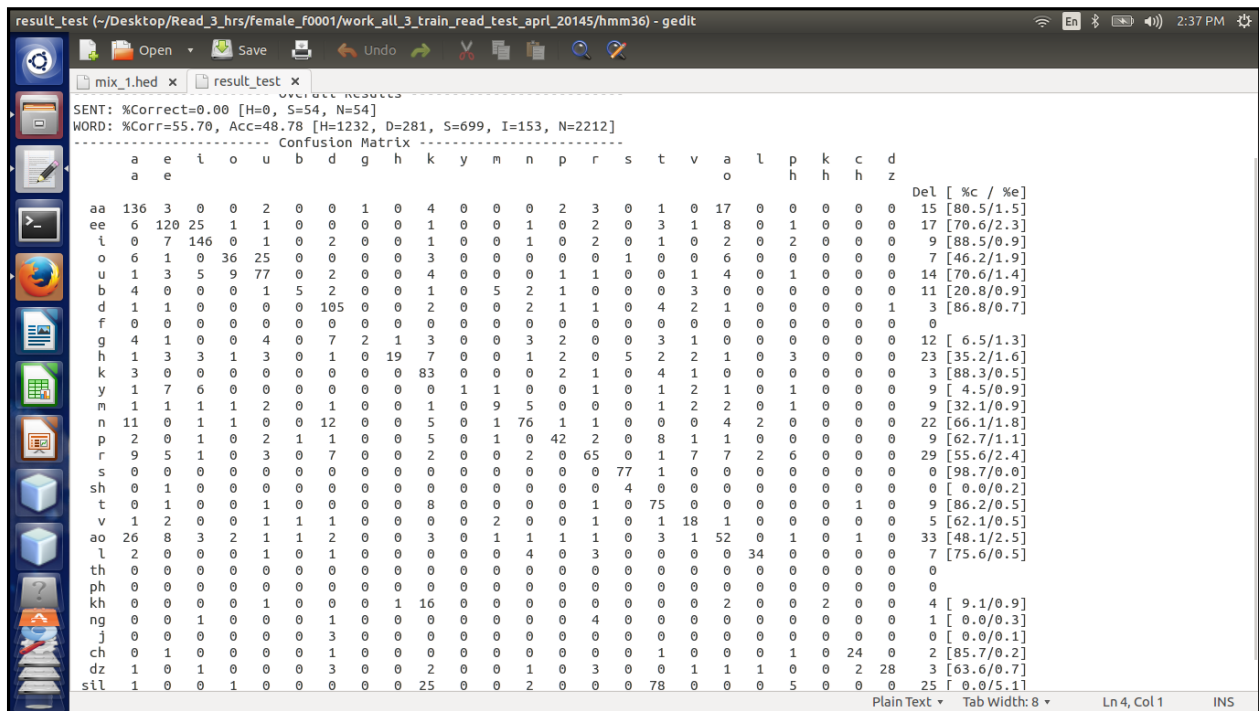 result_test (~/Desktop/Read_3_hrs/female_f0001/work_all_3_train_read_test_aprl_20145/hmm36) - gedit En 2:37 PM
Open Save Undo
mix_1.hed × result_test ×
------------------------ Overall Results --------------------------
SENT: %Correct=0.00 [H=0, S=54, N=54]
WORD: %Corr=55.70, Acc=48.78 [H=1232, D=281, S=699, I=153, N=2212]
------------------------ Confusion Matrix -------------------------
a e i o u b d g h k y m n p r s t v a l p k c d
a e o h h h z
Del [ %c / %e]
aa 136 3 0 0 2 0 0 1 0 4 0 0 0 2 3 0 1 0 17 0 0 0 0 0 15 [80.5/1.5]
ee 6 120 25 1 1 0 0 0 0 1 0 0 1 0 2 0 3 1 8 0 1 0 0 0 17 [70.6/2.3]
i 0 7 146 0 1 0 2 0 0 1 0 0 1 0 2 0 1 0 2 0 2 0 0 0 9 [88.5/0.9]
o 6 1 0 36 25 0 0 0 0 3 0 0 0 0 0 1 0 0 6 0 0 0 0 0 7 [46.2/1.9]
u 1 3 5 9 77 0 2 0 0 4 0 0 0 1 1 0 0 1 4 0 1 0 0 0 14 [70.6/1.4]
b 4 0 0 0 1 5 2 0 0 1 0 5 2 1 0 0 0 3 0 0 0 0 0 0 11 [20.8/0.9]
d 1 1 0 0 0 0 105 0 0 2 0 0 2 1 1 0 4 2 1 0 0 0 0 1 3 [86.8/0.7]
f 0 0 0 0 0 0 0 0 0 0 0 0 0 0 0 0 0 0 0 0 0 0 0 0 0
g 4 1 0 0 4 0 7 2 1 3 0 0 3 2 0 0 3 1 0 0 0 0 0 0 12 [ 6.5/1.3]
h 1 3 3 1 3 0 1 0 19 7 0 0 1 2 0 5 2 2 1 0 3 0 0 0 23 [35.2/1.6]
k 3 0 0 0 0 0 0 0 0 83 0 0 0 2 1 0 4 1 0 0 0 0 0 0 3 [88.3/0.5]
y 1 7 6 0 0 0 0 0 0 0 1 1 0 0 1 0 1 2 1 0 1 0 0 0 9 [ 4.5/0.9]
m 1 1 1 1 2 0 1 0 0 1 0 9 5 0 0 0 1 2 2 0 1 0 0 0 9 [32.1/0.9]
n 11 0 1 1 0 0 12 0 0 5 0 1 76 1 1 0 0 0 4 2 0 0 0 0 22 [66.1/1.8]
p 2 0 1 0 2 1 1 0 0 5 0 1 0 42 2 0 8 1 1 0 0 0 0 0 9 [62.7/1.1]
r 9 5 1 0 3 0 7 0 0 2 0 0 2 0 65 0 1 7 7 2 6 0 0 0 29 [55.6/2.4]
s 0 0 0 0 0 0 0 0 0 0 0 0 0 0 0 77 1 0 0 0 0 0 0 0 0 [98.7/0.0]
sh 0 1 0 0 0 0 0 0 0 0 0 0 0 0 0 4 0 0 0 0 0 0 0 0 0 [ 0.0/0.2]
t 0 1 0 0 1 0 0 0 0 8 0 0 0 0 1 0 75 0 0 0 0 0 1 0 9 [86.2/0.5]
v 1 2 0 0 1 1 1 0 0 0 0 2 0 0 1 0 1 18 1 0 0 0 0 0 5 [62.1/0.5]
ao 26 8 3 2 1 1 2 0 0 3 0 1 1 1 1 0 3 1 52 0 1 0 1 0 33 [48.1/2.5]
l 2 0 0 0 1 0 1 0 0 0 0 0 4 0 3 0 0 0 0 34 0 0 0 0 7 [75.6/0.5]
th 0 0 0 0 0 0 0 0 0 0 0 0 0 0 0 0 0 0 0 0 0 0 0 0 0
ph 0 0 0 0 0 0 0 0 0 0 0 0 0 0 0 0 0 0 0 0 0 0 0 0 0
kh 0 0 0 0 1 0 0 0 1 16 0 0 0 0 0 0 0 0 2 0 0 2 0 0 4 [ 9.1/0.9]
ng 0 0 1 0 0 0 1 0 0 0 0 0 0 0 4 0 0 0 0 0 0 0 0 0 1 [ 0.0/0.3]
j 0 0 0 0 0 0 3 0 0 0 0 0 0 0 0 0 0 0 0 0 0 0 0 0 0 [ 0.0/0.1]
ch 0 1 0 0 0 0 1 0 0 0 0 0 0 0 0 0 1 0 0 0 1 0 24 0 2 [85.7/0.2]
dz 1 0 1 0 0 0 3 0 0 2 0 0 1 0 3 0 0 1 1 1 0 0 2 28 3 [63.6/0.7]
sil 1 0 0 1 0 0 0 0 0 25 0 0 2 0 0 0 78 0 0 0 5 0 0 0 25 [ 0.0/5.1]
Plain Text Tab Width: 8 Ln 4, Col 1 INS